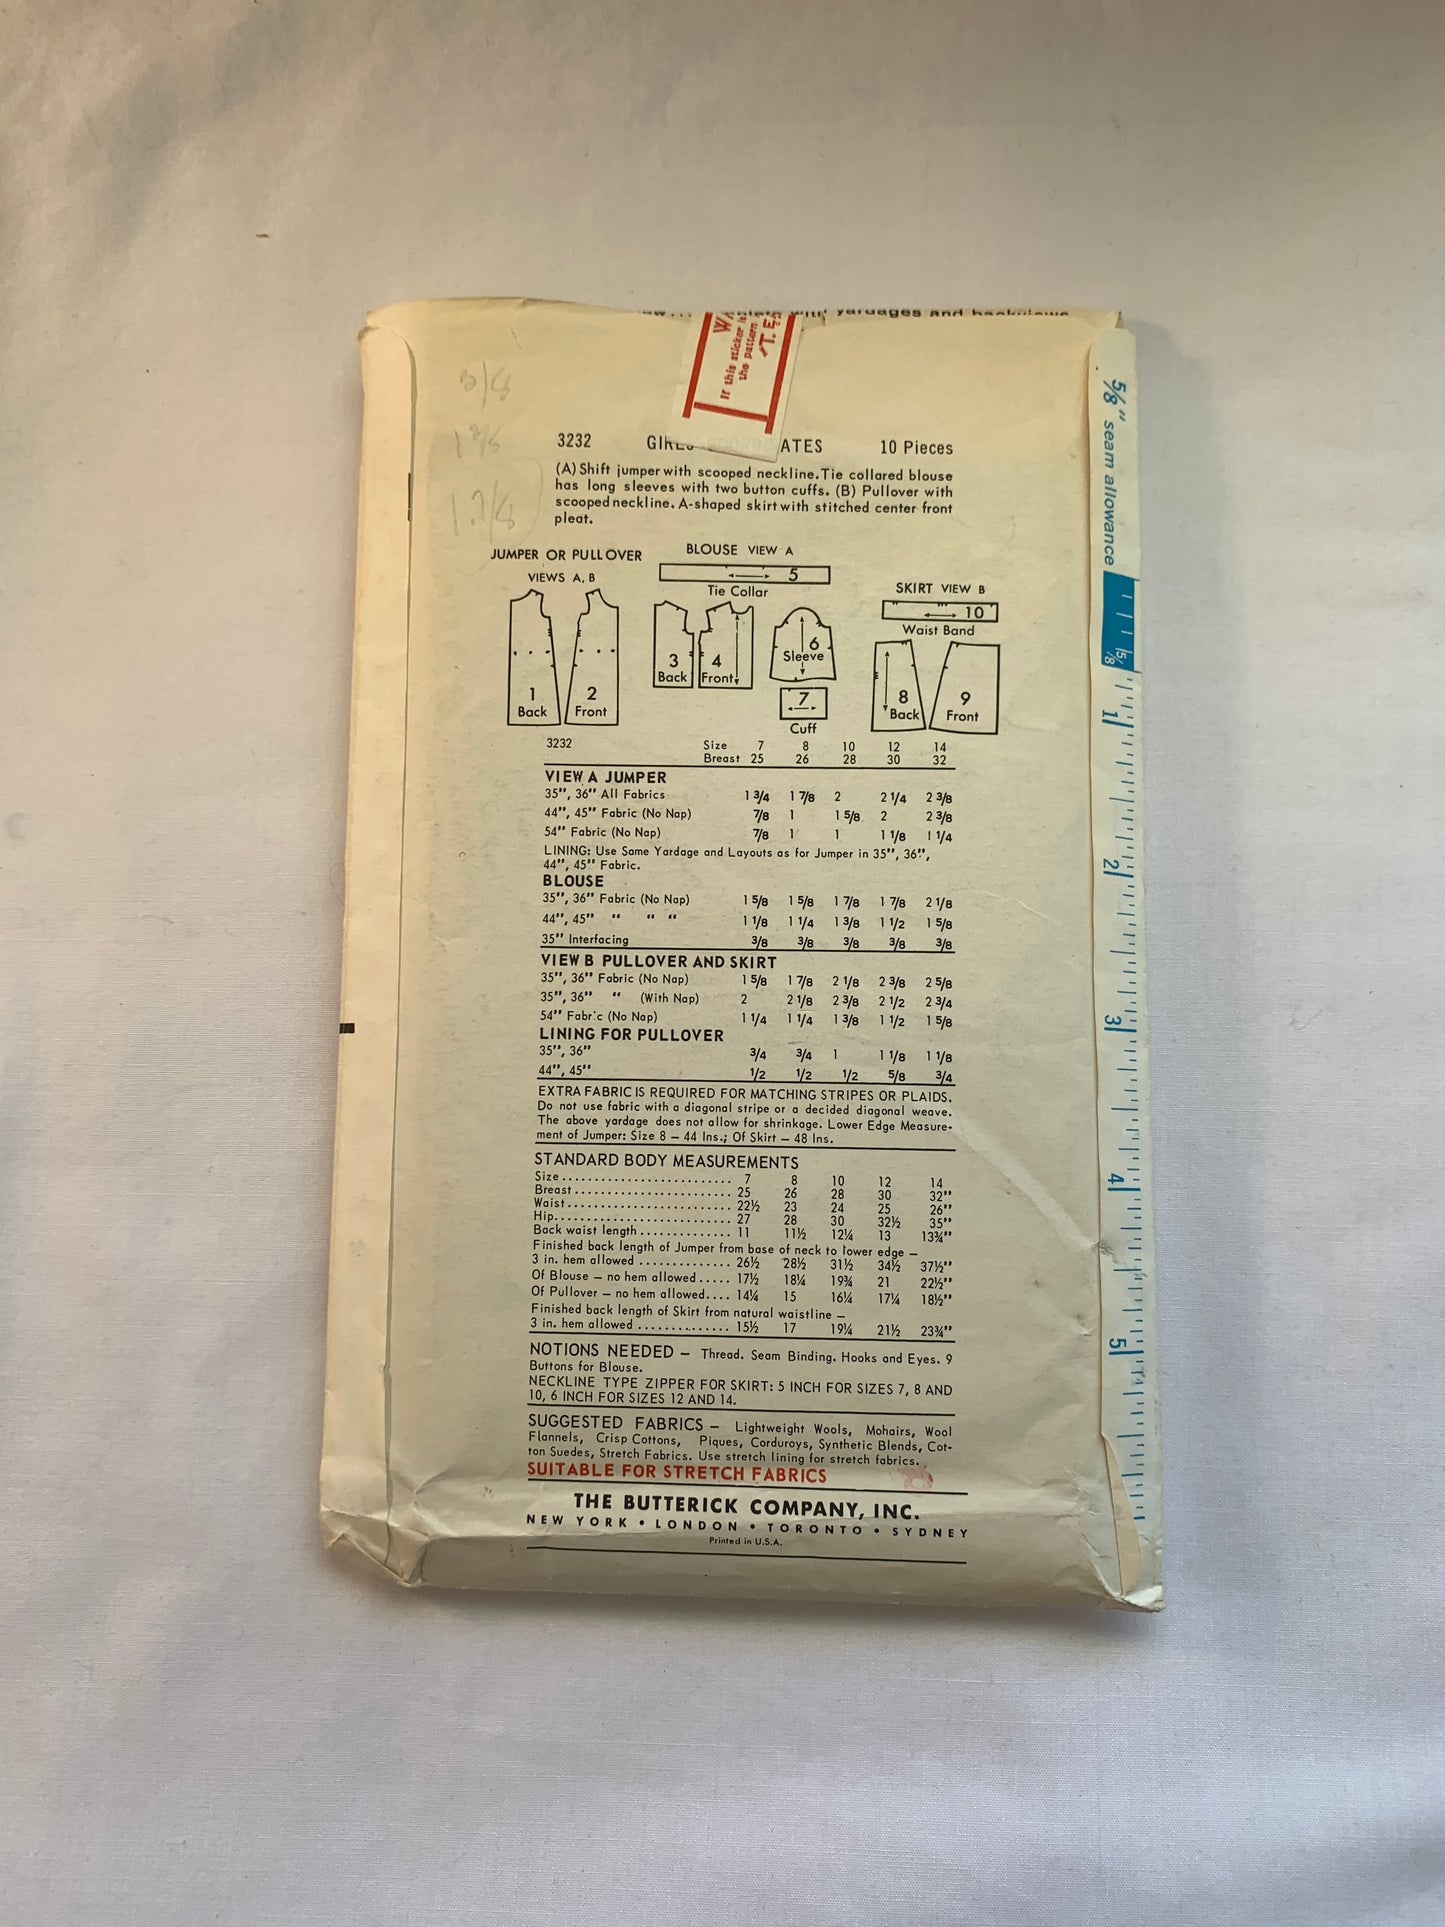 yardages and backviews
If this sticker is
the pattern
5/8" seam allowance
3232 ATES 10 Pieces
(A) Shift jumper with scooped neckline. Tie collared blouse
has long sleeves with two button cuffs. (B) Pullover with
scooped neckline. A-shaped skirt with stitched center front
pleat.
JUMPER OR PULLOVER
VIEWS A, B
1
Back
2
Front
BLOUSE VIEW A
5
Tie Collar
3
Back
4
Front
6
Sleeve
7
Cuff
SKIRT VIEW B
10
Waist Band
8
Back
9
Front
3232 Size 7 8 10 12 14
Breast 25 26 28 30 32
VIEW A JUMPER
35", 36" All Fabrics 1 3/4 1 7/8 2 2 1/4 2 3/8
44", 45" Fabric (No Nap) 7/8 1 1 5/8 2 2 3/8
54" Fabric (No Nap) 7/8 1 1 1 1/8 1 1/4
LINING: Use Same Yardage and Layouts as for Jumper in 35", 36",
44", 45" Fabric.
BLOUSE
35", 36" Fabric (No Nap) 1 5/8 1 5/8 1 7/8 1 7/8 2 1/8
44", 45" " " " 1 1/8 1 1/4 1 3/8 1 1/2 1 5/8
35" Interfacing 3/8 3/8 3/8 3/8 3/8
VIEW B PULLOVER AND SKIRT
35", 36" Fabric (No Nap) 1 5/8 1 7/8 2 1/8 2 3/8 2 5/8
35", 36" " (With Nap) 2 2 1/8 2 3/8 2 1/2 2 3/4
54" Fabric (No Nap) 1 1/4 1 1/4 1 3/8 1 1/2 1 5/8
LINING FOR PULLOVER
35", 36" 3/4 3/4 1 1 1/8 1 1/8
44", 45" 1/2 1/2 1/2 5/8 3/4
EXTRA FABRIC IS REQUIRED FOR MATCHING STRIPES OR PLAIDS.
Do not use fabric with a diagonal stripe or a decided diagonal weave.
The above yardage does not allow for shrinkage. Lower Edge Measure-
ment of Jumper: Size 8 – 44 Ins.; Of Skirt – 48 Ins.
STANDARD BODY MEASUREMENTS
Size 7 8 10 12 14
Breast 25 26 28 30 32"
Waist 22½ 23 24 25 26"
Hip 27 28 30 32½ 35"
Back waist length 11 11½ 12¼ 13 13¾"
Finished back length of Jumper from base of neck to lower edge –
3 in. hem allowed 26½ 28½ 31½ 34½ 37½"
Of Blouse – no hem allowed 17½ 18¼ 19¾ 21 22½"
Of Pullover – no hem allowed 14¼ 15 16¼ 17¼ 18½"
Finished back length of Skirt from natural waistline –
3 in. hem allowed 15½ 17 19¼ 21½ 23¾"
NOTIONS NEEDED – Thread. Seam Binding. Hooks and Eyes. 9
Buttons for Blouse.
NECKLINE TYPE ZIPPER FOR SKIRT: 5 INCH FOR SIZES 7, 8 AND
10, 6 INCH FOR SIZES 12 AND 14.
SUGGESTED FABRICS – Lightweight Wools, Mohairs, Wool
Flannels, Crisp Cottons, Piques, Corduroys, Synthetic Blends, Cot-
ton Suedes, Stretch Fabrics. Use stretch lining for stretch fabrics.
SUITABLE FOR STRETCH FABRICS
THE BUTTERICK COMPANY, INC.
NEW YORK • LONDON • TORONTO • SYDNEY
Printed in U.S.A.
5/8
1
2
3
4
5